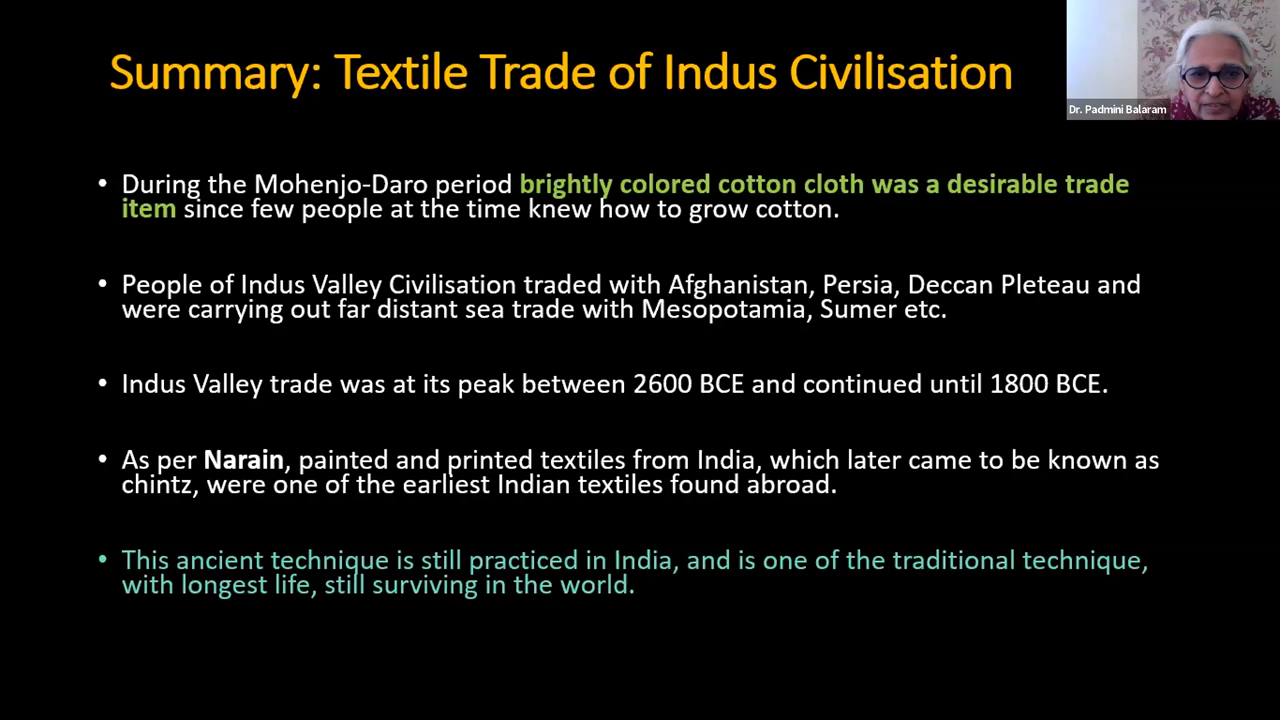 Summary: Textile Trade of Indus Civilisation
Dr. Padmini Balaram
• During the Mohenjo-Daro period brightly colored cotton cloth was a desirable trade
item since few people at the time knew how to grow cotton.
• People of Indus Valley Civilisation traded with Afghanistan, Persia, Deccan Pleteau and
were carrying out far distant sea trade with Mesopotamia, Sumer etc.
• Indus Valley trade was at its peak between 2600 BCE and continued until 1800 BCE.
• As per Narain, painted and printed textiles from India, which later came to be known as
chintz, were one of the earliest Indian textiles found abroad.
• This ancient technique is still practiced in India, and is one of the traditional technique,
with longest life, still surviving in the world.